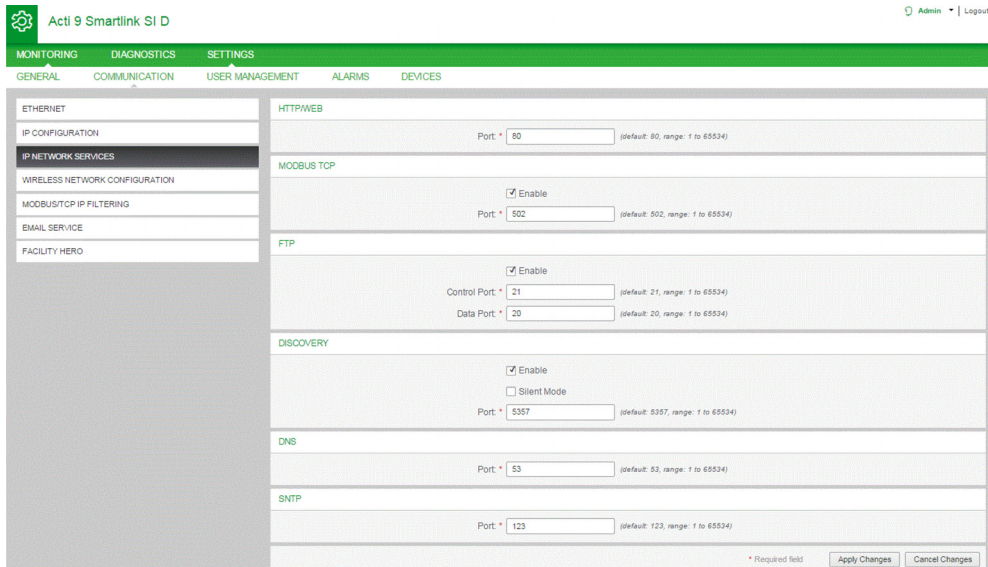 Acti 9 Smartlink SI D
Admin | Logout
MONITORING DIAGNOSTICS SETTINGS
GENERAL COMMUNICATION USER MANAGEMENT ALARMS DEVICES
ETHERNET
IP CONFIGURATION
IP NETWORK SERVICES
WIRELESS NETWORK CONFIGURATION
MODBUS/TCP IP FILTERING
EMAIL SERVICE
FACILITY HERO
HTTP/WEB
Port: * 80 (default: 80, range: 1 to 65534)
MODBUS TCP
Enable
Port: * 502 (default: 502, range: 1 to 65534)
FTP
Enable
Control Port: * 21 (default: 21, range: 1 to 65534)
Data Port: * 20 (default: 20, range: 1 to 65534)
DISCOVERY
Enable
Silent Mode
Port: * 5357 (default: 5357, range: 1 to 65534)
DNS
Port: * 53 (default: 53, range: 1 to 65534)
SNTP
Port: * 123 (default: 123, range: 1 to 65534)
* Required field Apply Changes Cancel Changes